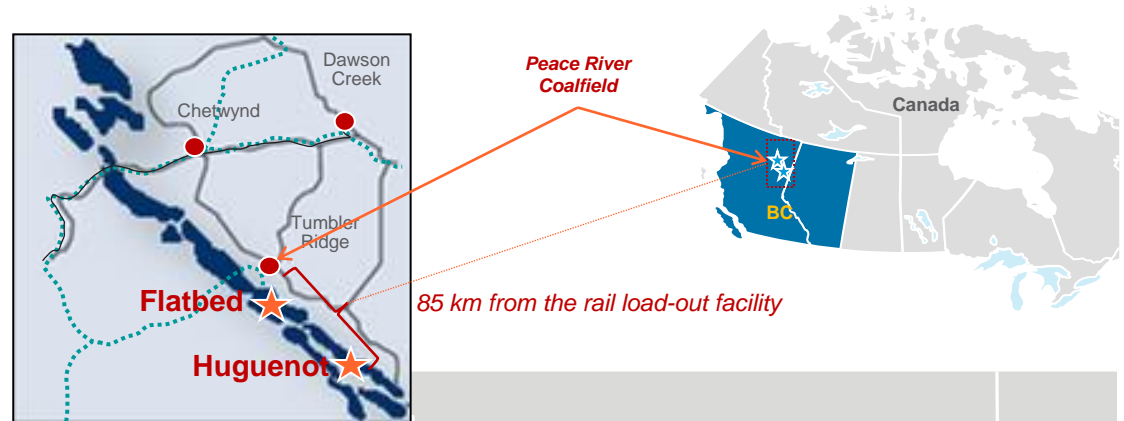 Dawson
Creek
Chetwynd
Tumbler
Ridge
Flatbed
Huguenot
Peace River
Coalfield
85 km from the rail load-out facility
Canada
BC